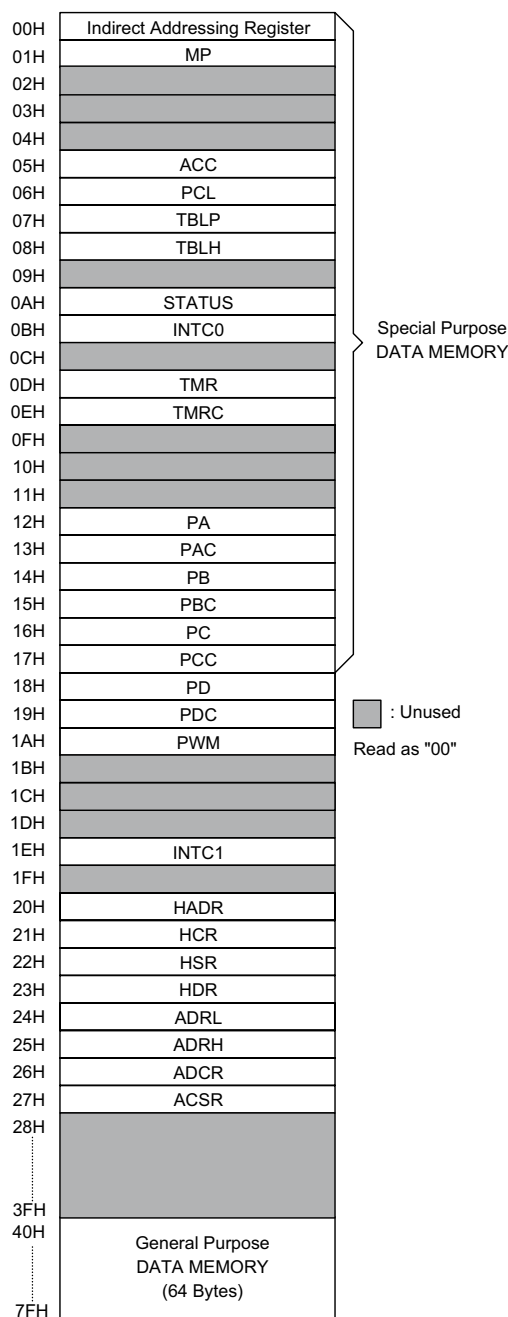 00H Indirect Addressing Register
01H MP
02H
03H
04H
05H ACC
06H PCL
07H TBLP
08H TBLH
09H
0AH STATUS
0BH INTC0
0CH
0DH TMR
0EH TMRC
0FH
10H
11H
12H PA
13H PAC
14H PB
15H PBC
16H PC
17H PCC
18H PD
19H PDC
1AH PWM
1BH
1CH
1DH
1EH INTC1
1FH
20H HADR
21H HCR
22H HSR
23H HDR
24H ADRL
25H ADRH
26H ADCR
27H ACSR
28H
3FH
40H
General Purpose
DATA MEMORY
(64 Bytes)
7FH
Special Purpose
DATA MEMORY
: Unused
Read as "00"